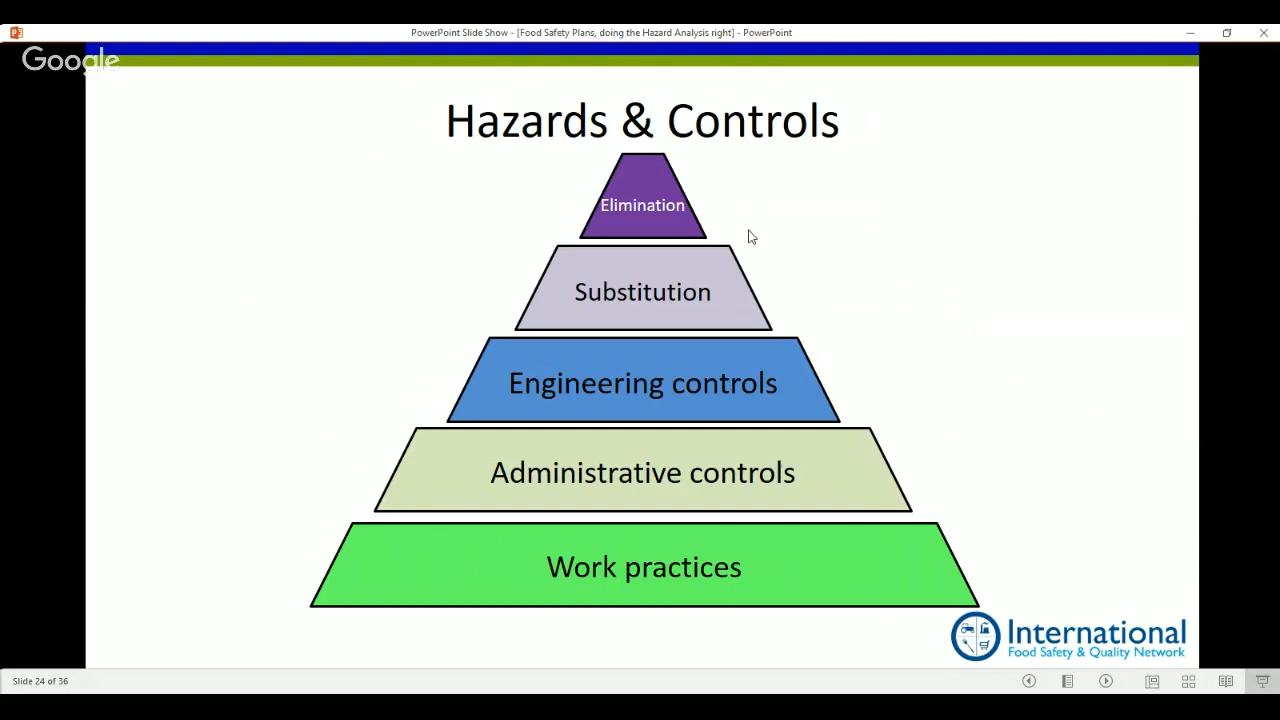 PowerPoint Slide Show - [Food Safety Plans, doing the Hazard Analysis right] - PowerPoint
Google
Hazards & Controls
Elimination
Substitution
Engineering controls
Administrative controls
Work practices
International
Food Safety & Quality Network
Slide 24 of 36